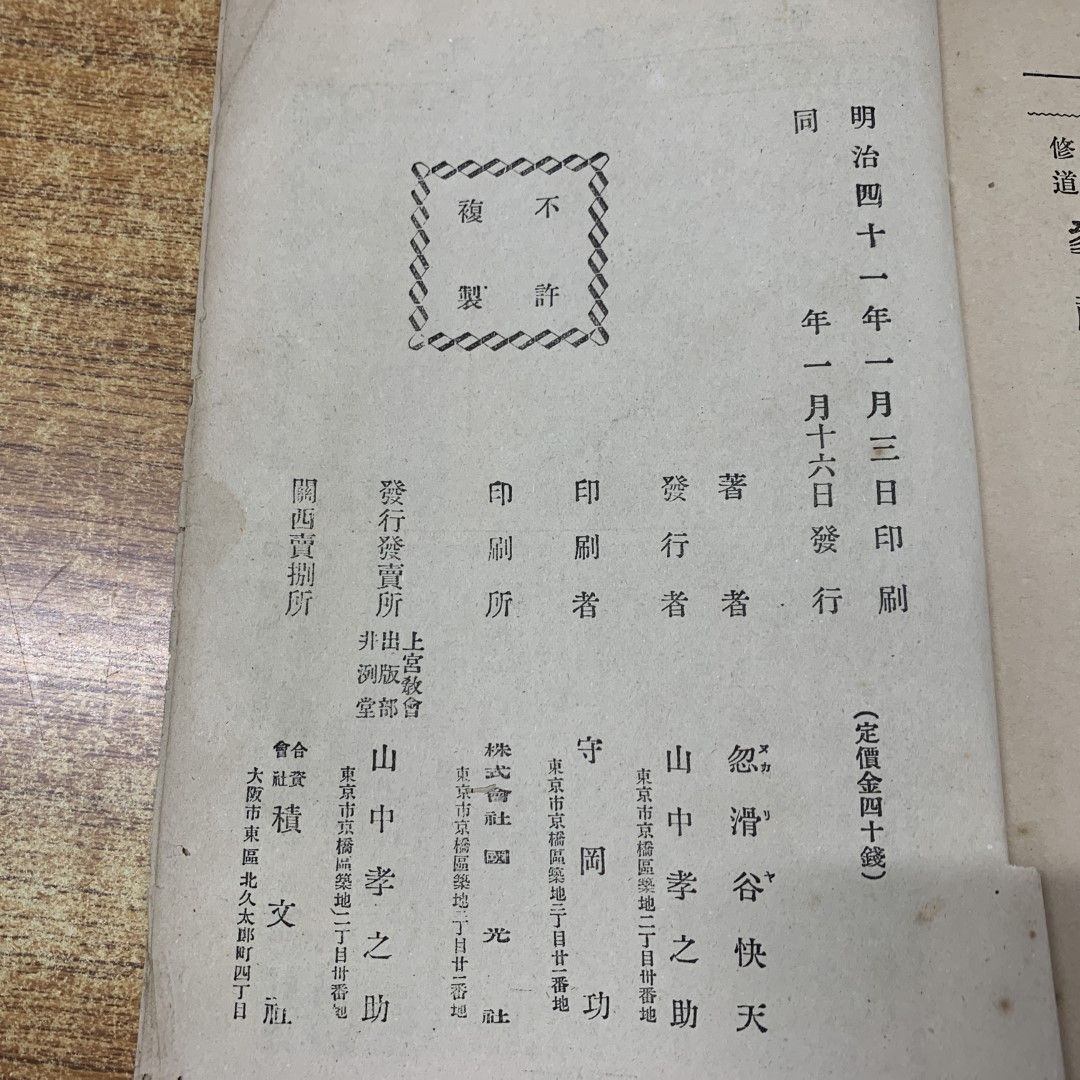 修道
明治四十一年一月三日印刷
同年一月十六日發行
（定價金四十錢）
不許
複製
著者
忽滑谷快天
ヌカリヤ
發行者
東京市京橋區築地二丁目卅番地
山中孝之助
印刷者
東京市京橋區築地三丁目廿一番地
守岡功
印刷所
東京市京橋區築地三丁目廿一番地
株式會社國光社
發行發賣所
上宮教會
出版部
非洌堂
東京市京橋區築地二丁目卅番地
山中孝之助
關西賣捌所
大阪市東區北久太郎町四丁目
合資
會社
積文社